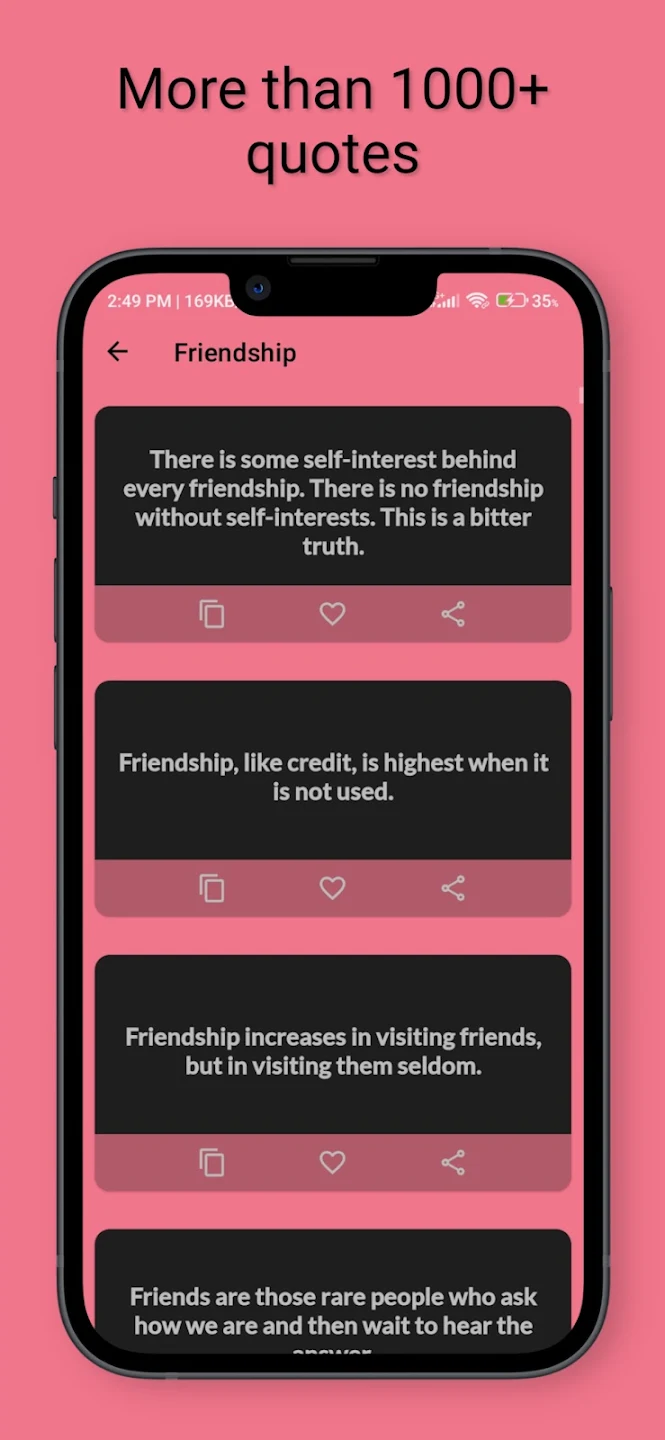 More than 1000+
quotes
2:49 PM | 169KB
35%
Friendship
There is some self-interest behind
every friendship. There is no friendship
without self-interests. This is a bitter
truth.
Friendship, like credit, is highest when it
is not used.
Friendship increases in visiting friends,
but in visiting them seldom.
Friends are those rare people who ask
how we are and then wait to hear the
answer